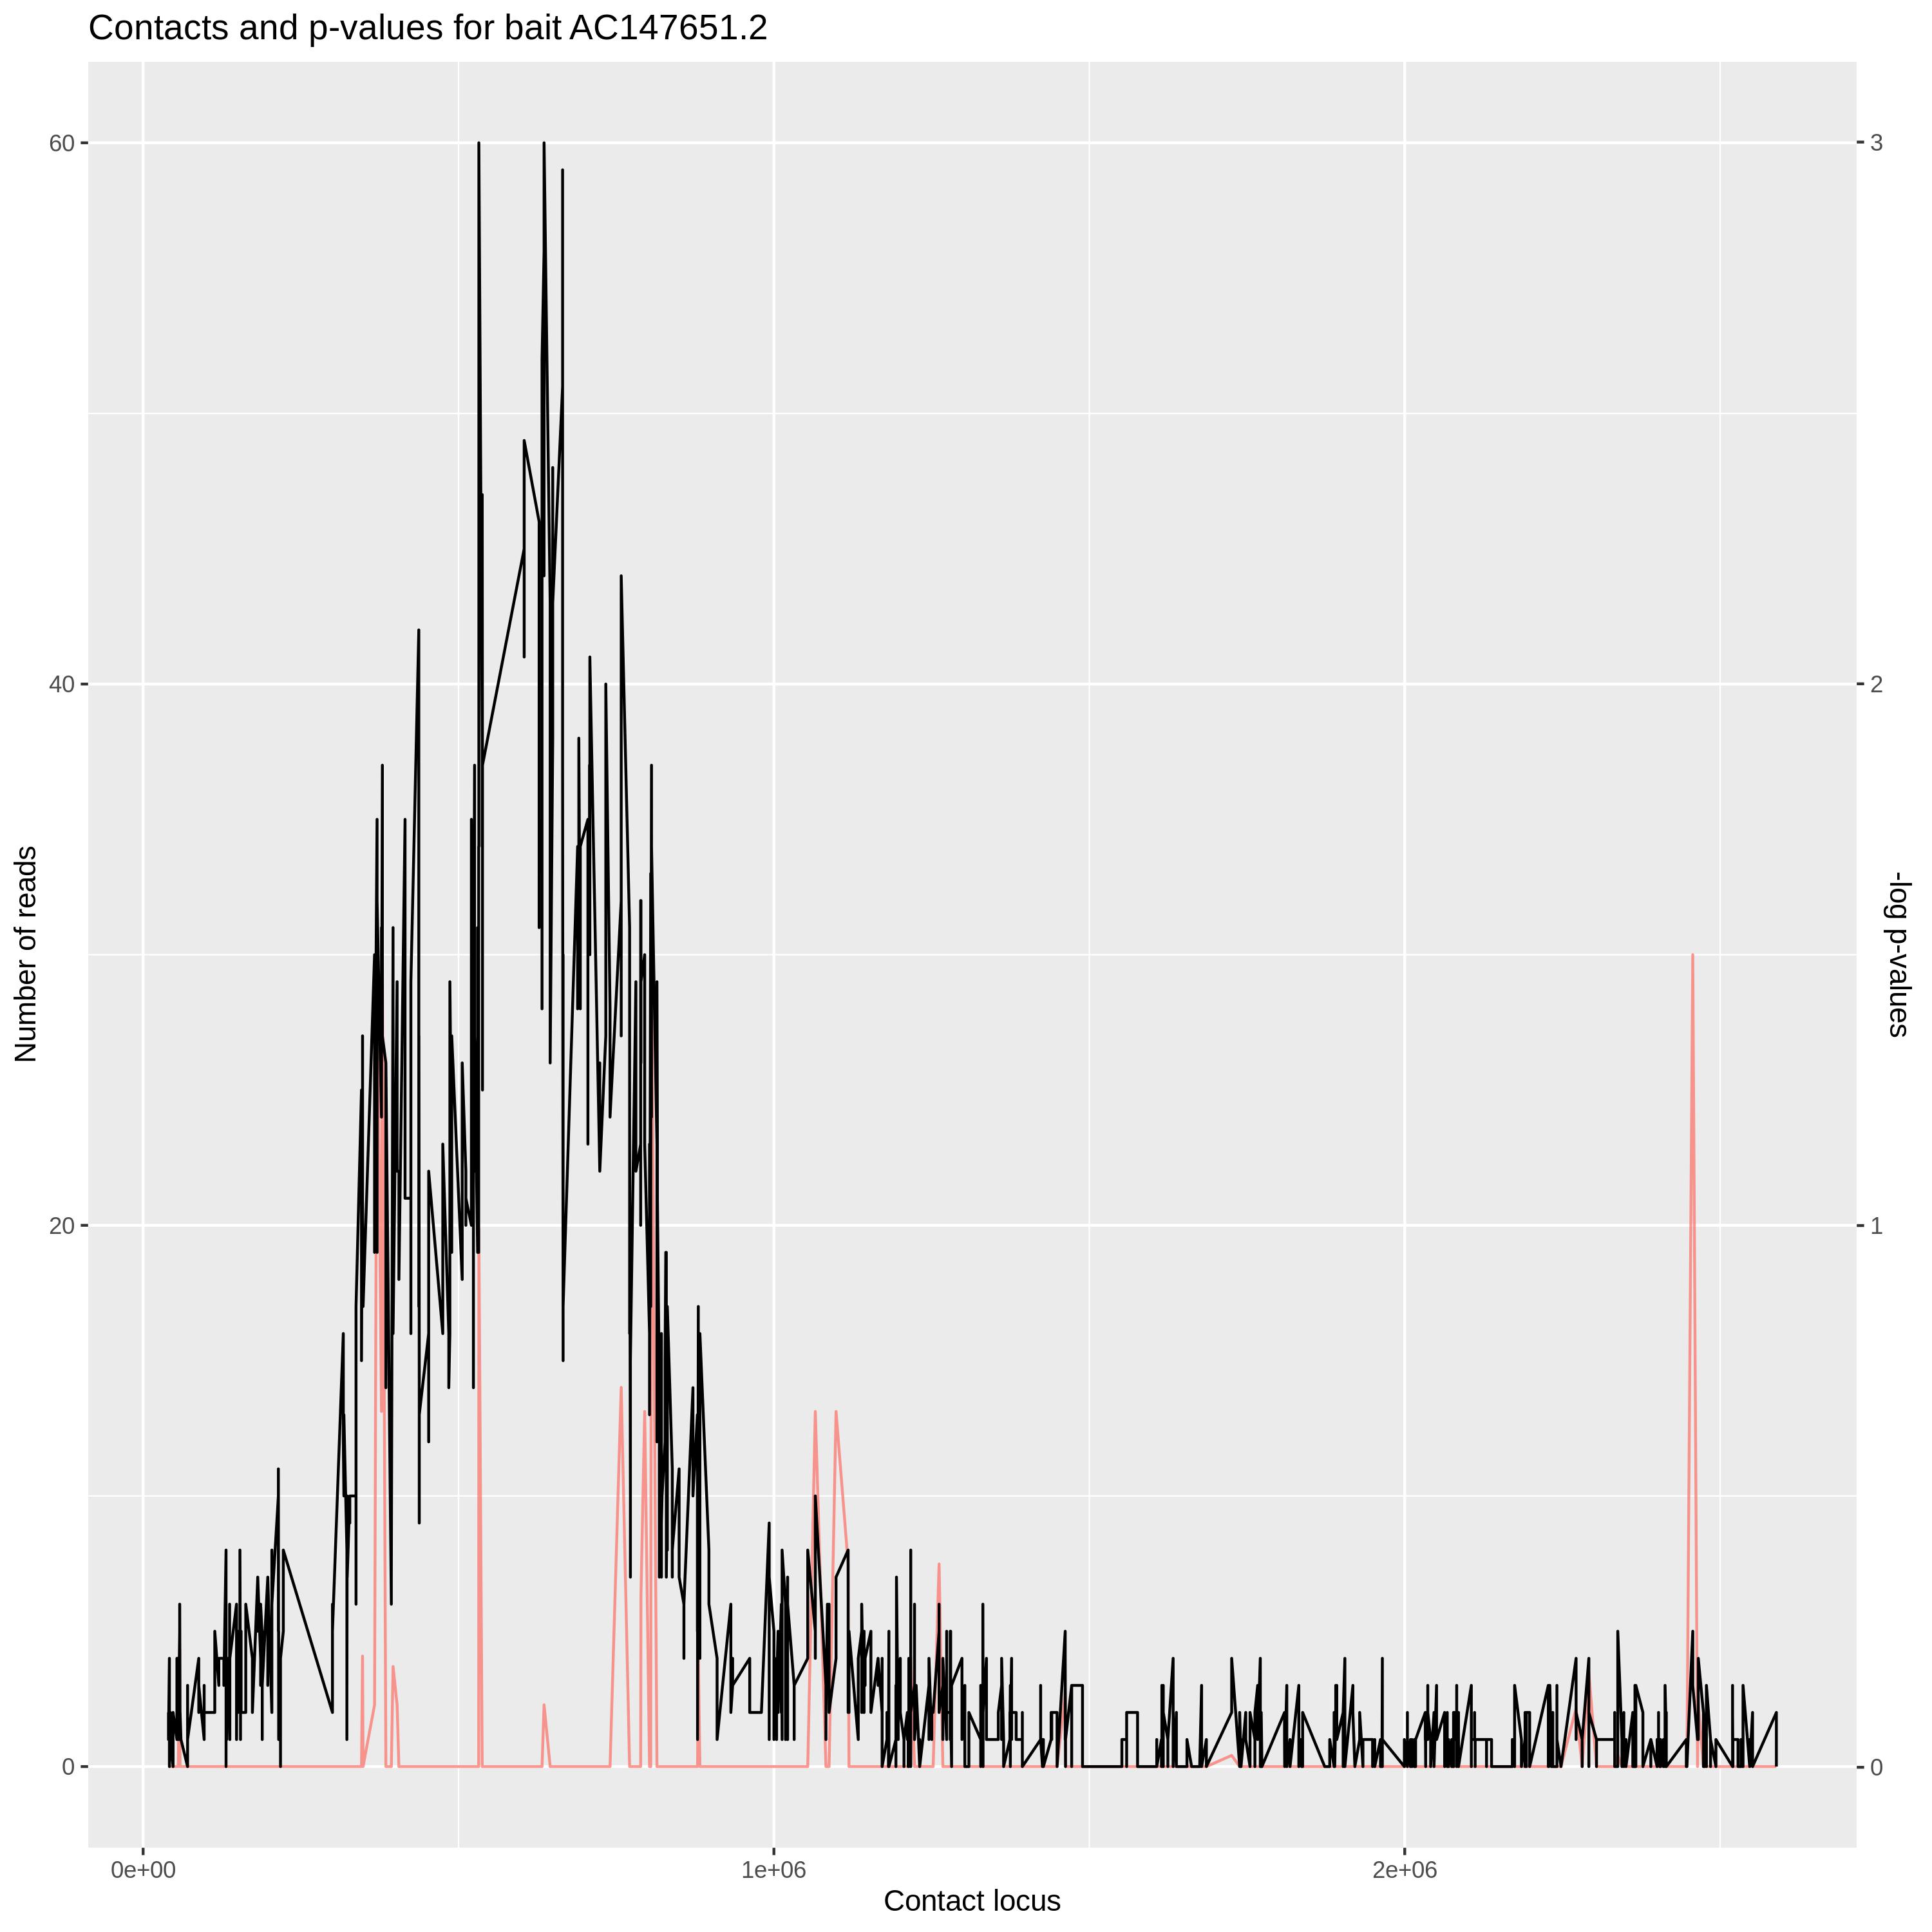 Contacts and p-values for bait AC147651.2
60
40
20
0
3
2
1
0
Number of reads
-log p-values
0e+00
1e+06
2e+06
Contact locus